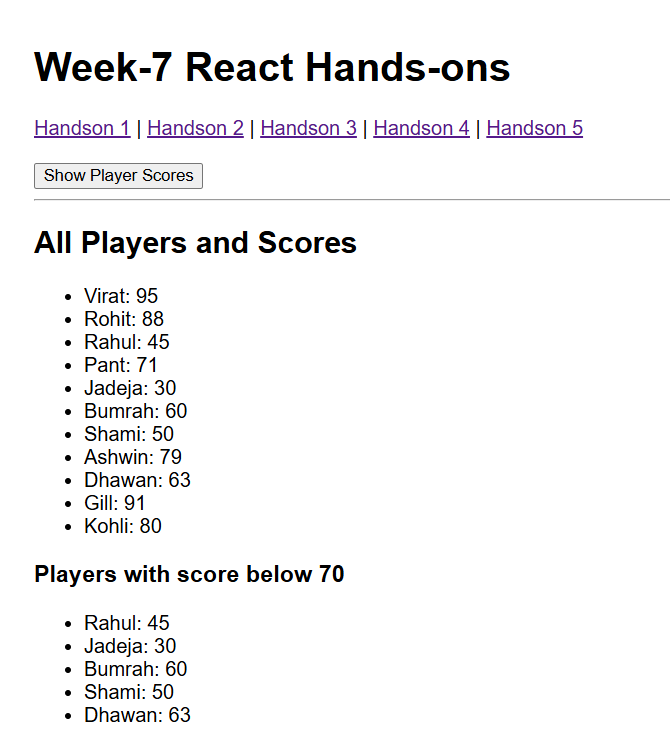 Week-7 React Hands-ons
Handson 1 | Handson 2 | Handson 3 | Handson 4 | Handson 5
Show Player Scores
All Players and Scores
• Virat: 95
• Rohit: 88
• Rahul: 45
• Pant: 71
• Jadeja: 30
• Bumrah: 60
• Shami: 50
• Ashwin: 79
• Dhawan: 63
• Gill: 91
• Kohli: 80
Players with score below 70
• Rahul: 45
• Jadeja: 30
• Bumrah: 60
• Shami: 50
• Dhawan: 63